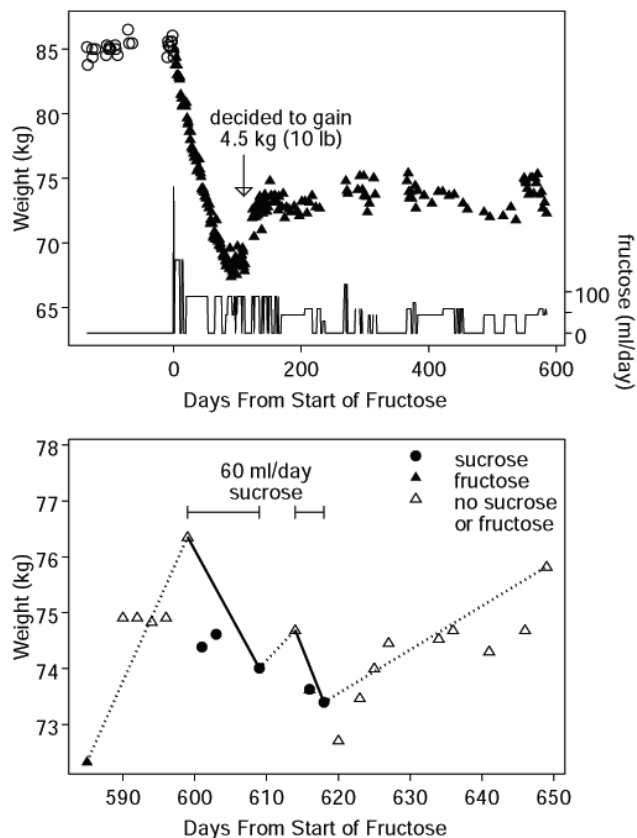 85
80
75
70
65
Weight (kg)
decided to gain
4.5 kg (10 lb)
100
0
fructose (ml/day)
0 200 400 600
Days From Start of Fructose
78
77
76
75
74
73
Weight (kg)
60 ml/day
sucrose
sucrose
fructose
no sucrose
or fructose
590 600 610 620 630 640 650
Days From Start of Fructose